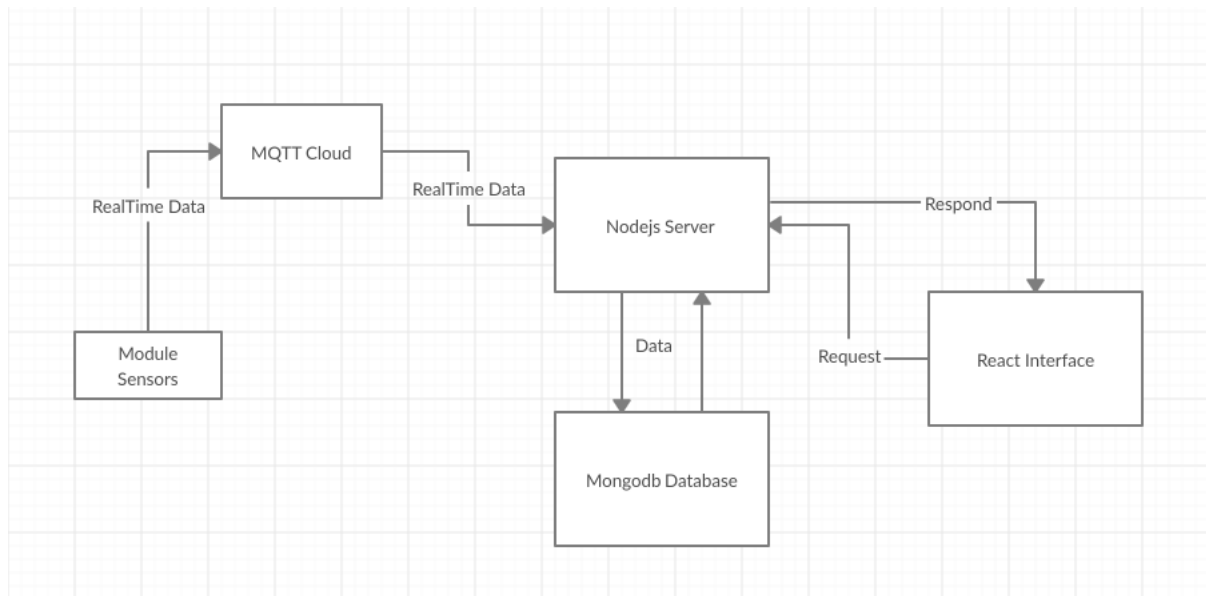 MQTT Cloud
RealTime Data
RealTime Data
Nodejs Server
Respond
Module
Sensors
Data
Request
React Interface
Mongodb Database